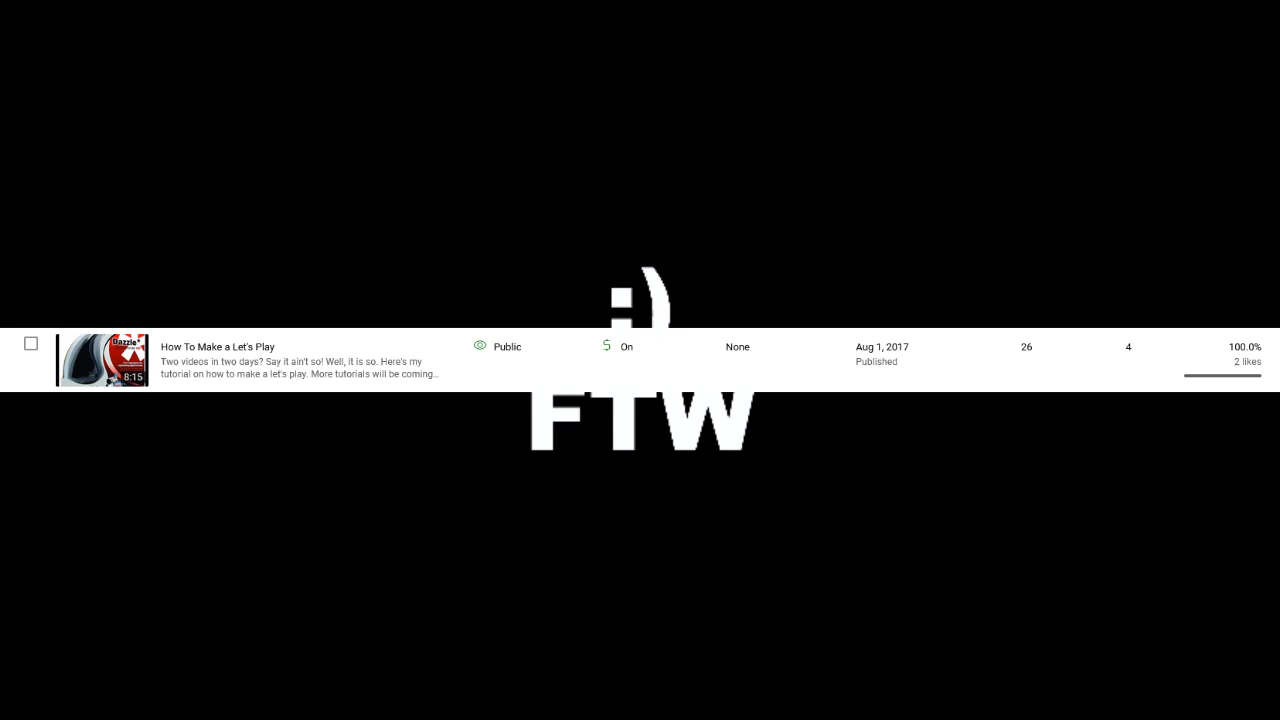 :)
Dazzle*
8:15
How To Make a Let's Play
Two videos in two days? Say it ain't so! Well, it is so. Here's my
tutorial on how to make a let's play. More tutorials will be coming…
Public
$ On
None
Aug 1, 2017
Published
26
4
100.0%
2 likes
FTW